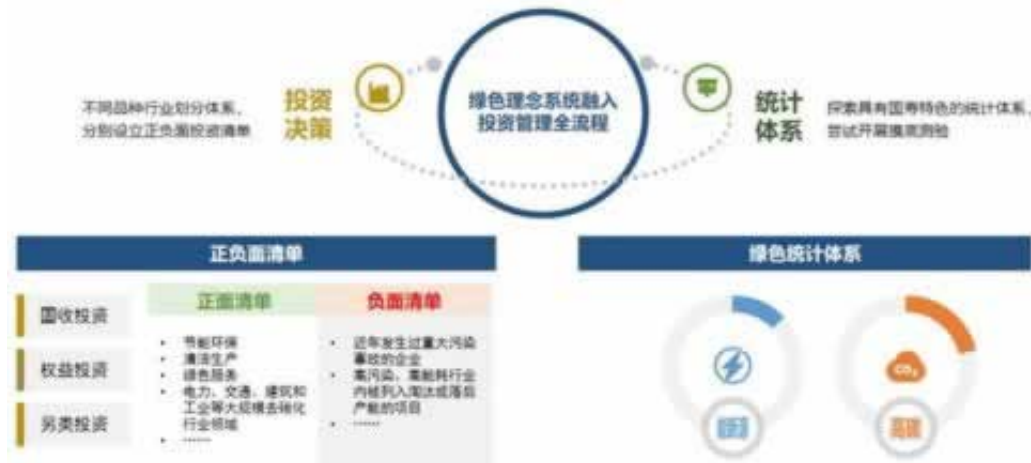 绿色理念系统融入
投资管理全流程
投资
决策
不同品种行业划分体系,
分别设立正负面投资清单
统计
体系
探索具有国寿特色的统计体系,
尝试开展摸底测验
正负面清单
固收投资
权益投资
另类投资
正面清单
• 节能环保
• 清洁生产
• 绿色服务
• 电力、交通、建筑和
工业等大规模去碳化
行业领域
• ……
负面清单
• 近年发生过重大污染
事故的企业
• 高污染、高能耗行业
内被列入淘汰或落后
产能的项目
• ……
绿色统计体系
CO₂
高碳